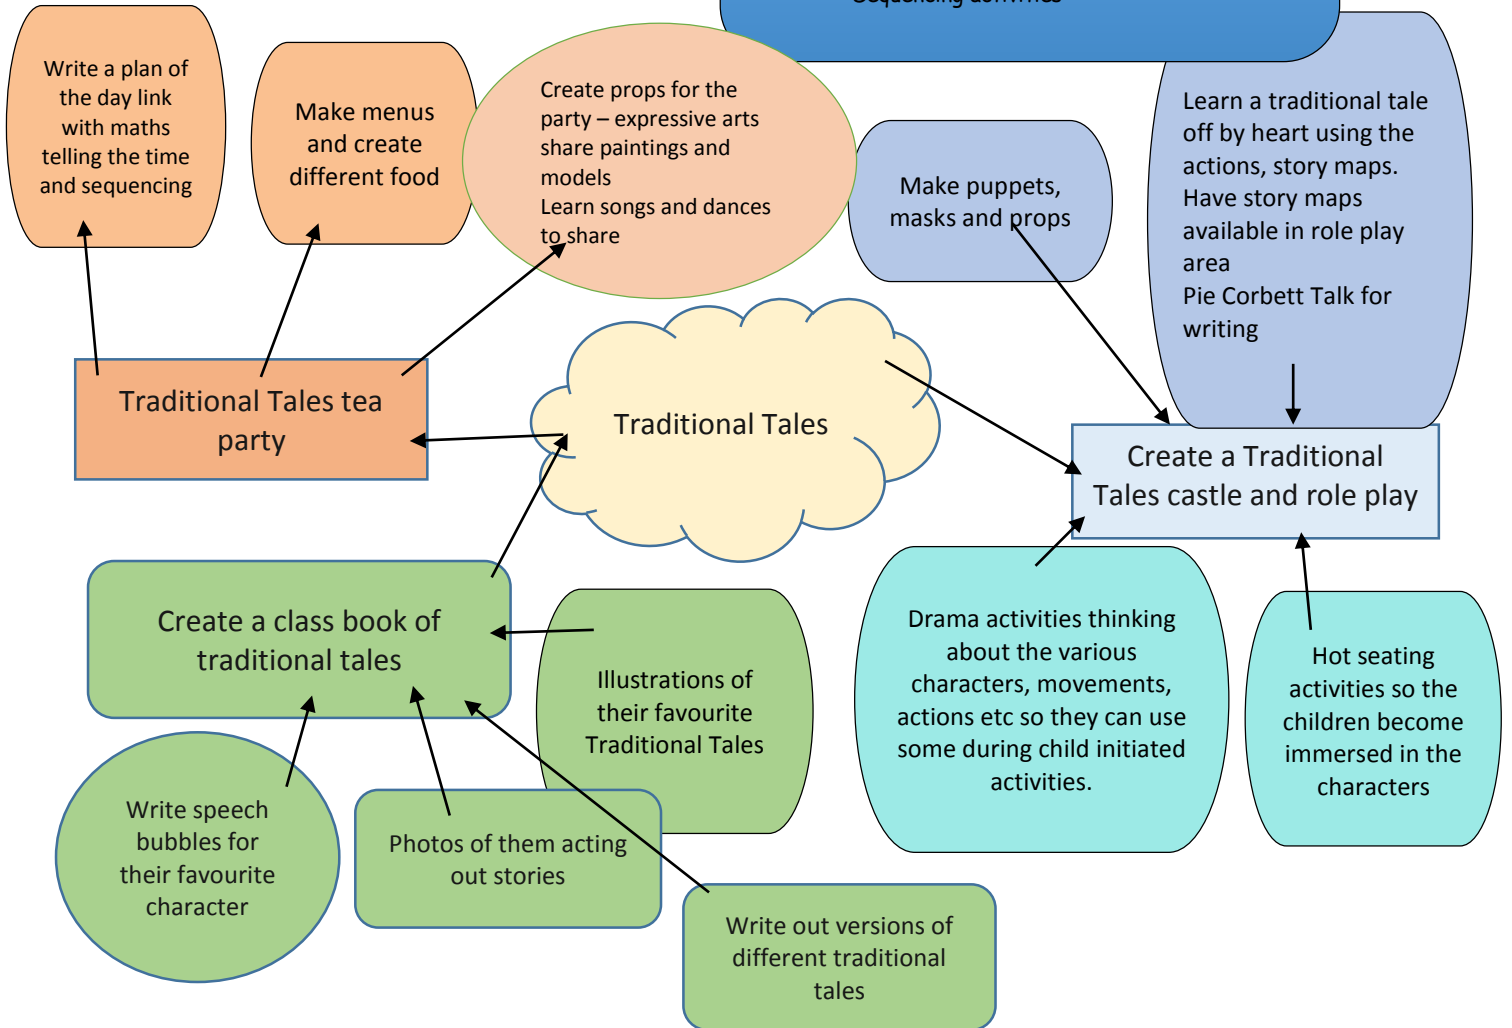 Sequencing activities
Write a plan of
the day link
with maths
telling the time
and sequencing
Make menus
and create
different food
Create props for the
party – expressive arts
share paintings and
models
Learn songs and dances
to share
Make puppets,
masks and props
Learn a traditional tale
off by heart using the
actions, story maps.
Have story maps
available in role play
area
Pie Corbett Talk for
writing
Traditional Tales tea
party
Traditional Tales
Create a Traditional
Tales castle and role play
Create a class book of
traditional tales
Illustrations of
their favourite
Traditional Tales
Drama activities thinking
about the various
characters, movements,
actions etc so they can use
some during child initiated
activities.
Hot seating
activities so the
children become
immersed in the
characters
Write speech
bubbles for
their favourite
character
Photos of them acting
out stories
Write out versions of
different traditional
tales